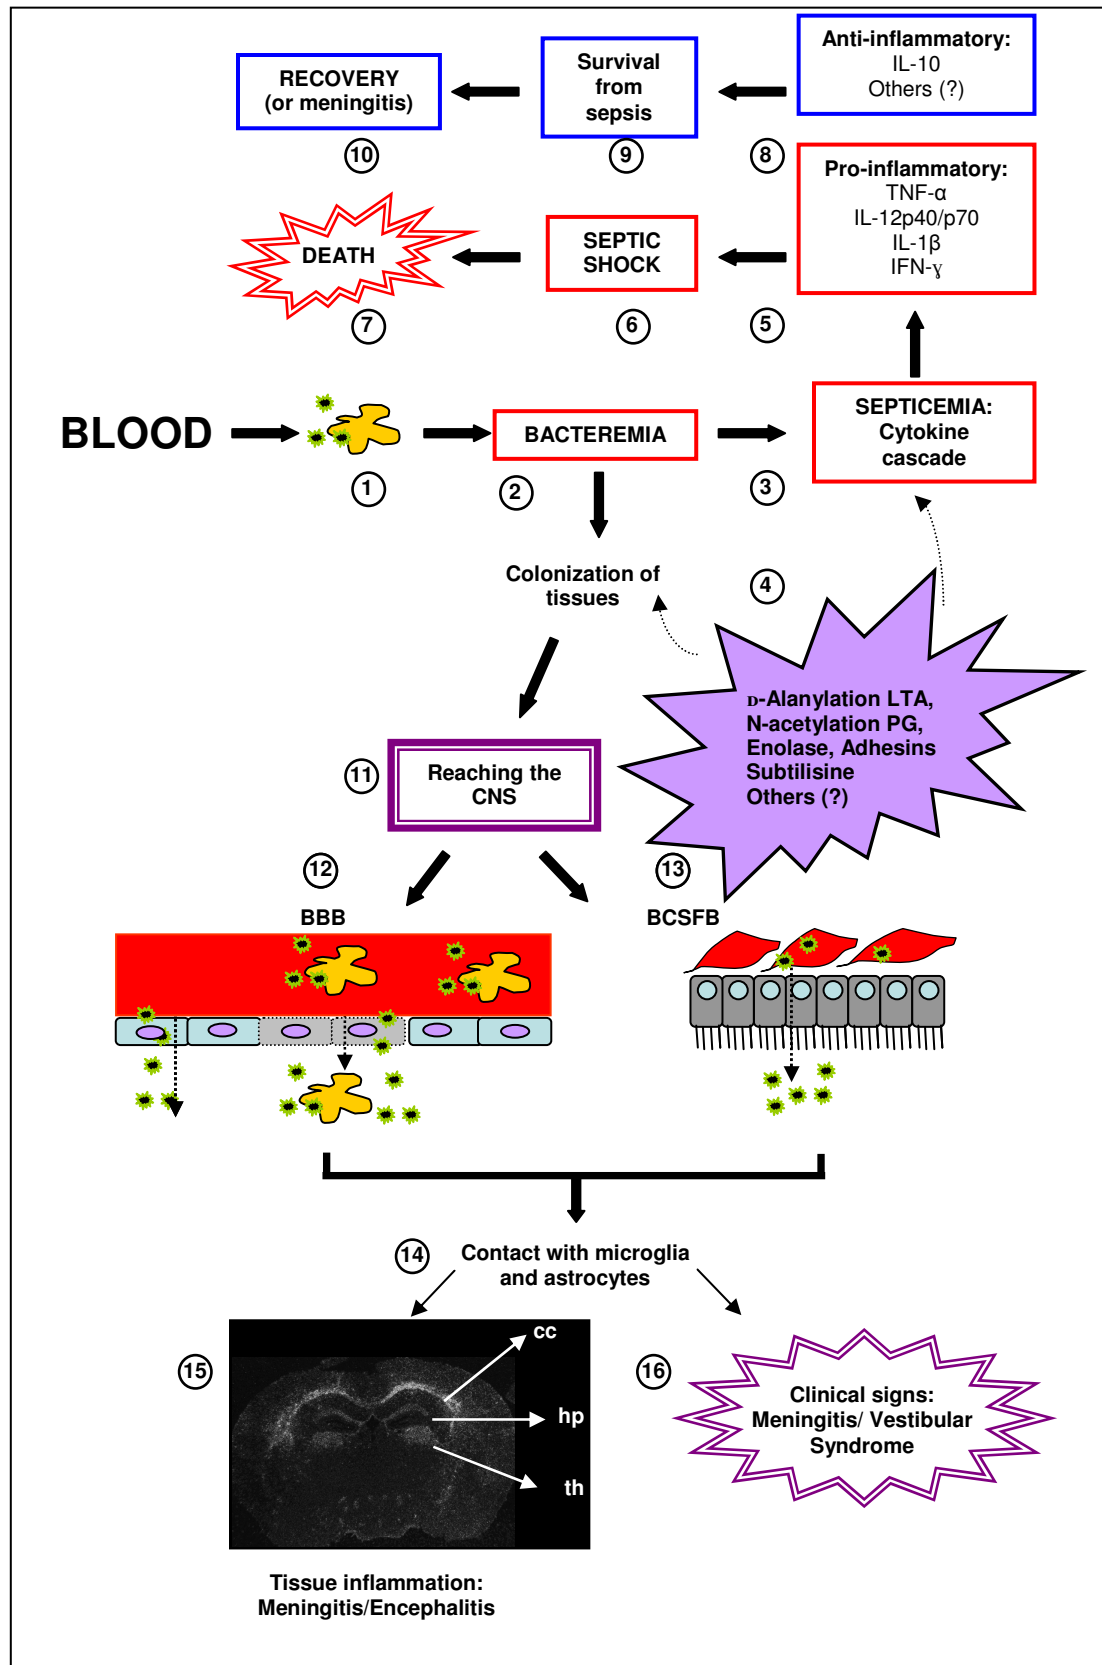 Anti-inflammatory:
IL-10
Others (?)
Survival
from
sepsis
RECOVERY
(or meningitis)
10
9
8
Pro-inflammatory:
TNF-α
IL-12p40/p70
IL-1β
IFN-ɣ
SEPTIC
SHOCK
DEATH
7
6
5
BLOOD
BACTEREMIA
SEPTICEMIA:
Cytokine
cascade
1
2
3
Colonization of
tissues
4
D-Alanylation LTA,
N-acetylation PG,
Enolase, Adhesins
Subtilisine
Others (?)
11
Reaching the
CNS
12
13
BBB
BCSFB
14
Contact with microglia
and astrocytes
15
cc
hp
th
16
Clinical signs:
Meningitis/ Vestibular
Syndrome
Tissue inflammation:
Meningitis/Encephalitis